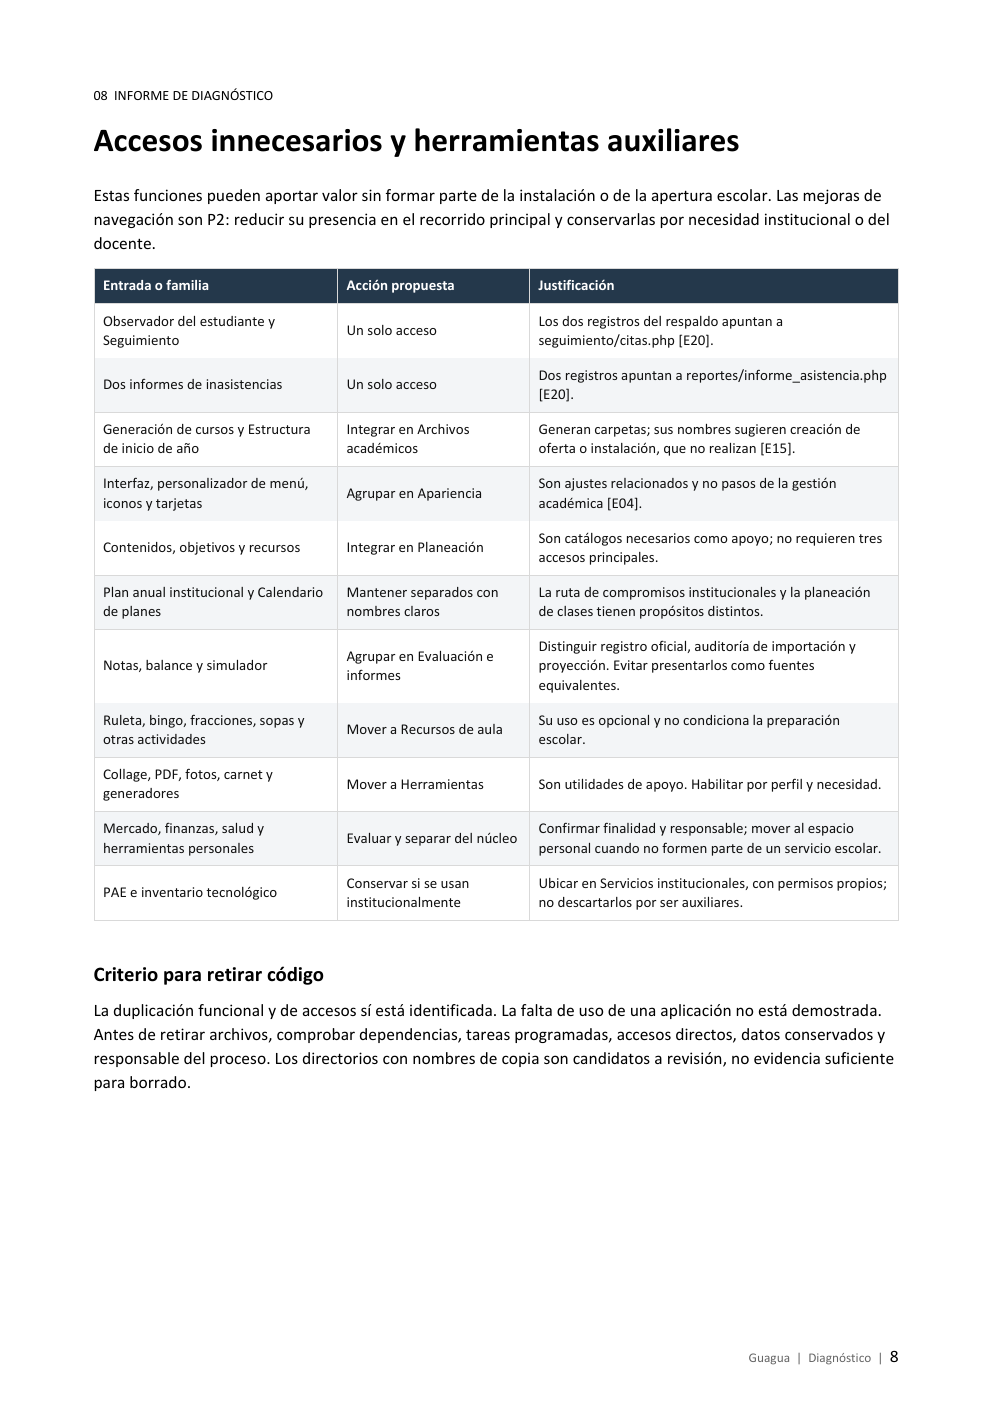 08 INFORME DE DIAGNÓSTICO
Accesos innecesarios y herramientas auxiliares
Estas funciones pueden aportar valor sin formar parte de la instalación o de la apertura escolar. Las mejoras de
navegación son P2: reducir su presencia en el recorrido principal y conservarlas por necesidad institucional o del
docente.
Entrada o familia
Acción propuesta
Justificación
Observador del estudiante y
Seguimiento
Un solo acceso
Los dos registros del respaldo apuntan a
seguimiento/citas.php [E20].
Dos informes de inasistencias
Un solo acceso
Dos registros apuntan a reportes/informe_asistencia.php
[E20].
Generación de cursos y Estructura
de inicio de año
Integrar en Archivos
académicos
Generan carpetas; sus nombres sugieren creación de
oferta o instalación, que no realizan [E15].
Interfaz, personalizador de menú,
iconos y tarjetas
Agrupar en Apariencia
Son ajustes relacionados y no pasos de la gestión
académica [E04].
Contenidos, objetivos y recursos
Integrar en Planeación
Son catálogos necesarios como apoyo; no requieren tres
accesos principales.
Plan anual institucional y Calendario
de planes
Mantener separados con
nombres claros
La ruta de compromisos institucionales y la planeación
de clases tienen propósitos distintos.
Notas, balance y simulador
Agrupar en Evaluación e
informes
Distinguir registro oficial, auditoría de importación y
proyección. Evitar presentarlos como fuentes
equivalentes.
Ruleta, bingo, fracciones, sopas y
otras actividades
Mover a Recursos de aula
Su uso es opcional y no condiciona la preparación
escolar.
Collage, PDF, fotos, carnet y
generadores
Mover a Herramientas
Son utilidades de apoyo. Habilitar por perfil y necesidad.
Mercado, finanzas, salud y
herramientas personales
Evaluar y separar del núcleo
Confirmar finalidad y responsable; mover al espacio
personal cuando no formen parte de un servicio escolar.
PAE e inventario tecnológico
Conservar si se usan
institucionalmente
Ubicar en Servicios institucionales, con permisos propios;
no descartarlos por ser auxiliares.
Criterio para retirar código
La duplicación funcional y de accesos sí está identificada. La falta de uso de una aplicación no está demostrada.
Antes de retirar archivos, comprobar dependencias, tareas programadas, accesos directos, datos conservados y
responsable del proceso. Los directorios con nombres de copia son candidatos a revisión, no evidencia suficiente
para borrado.
Guagua | Diagnóstico | 8